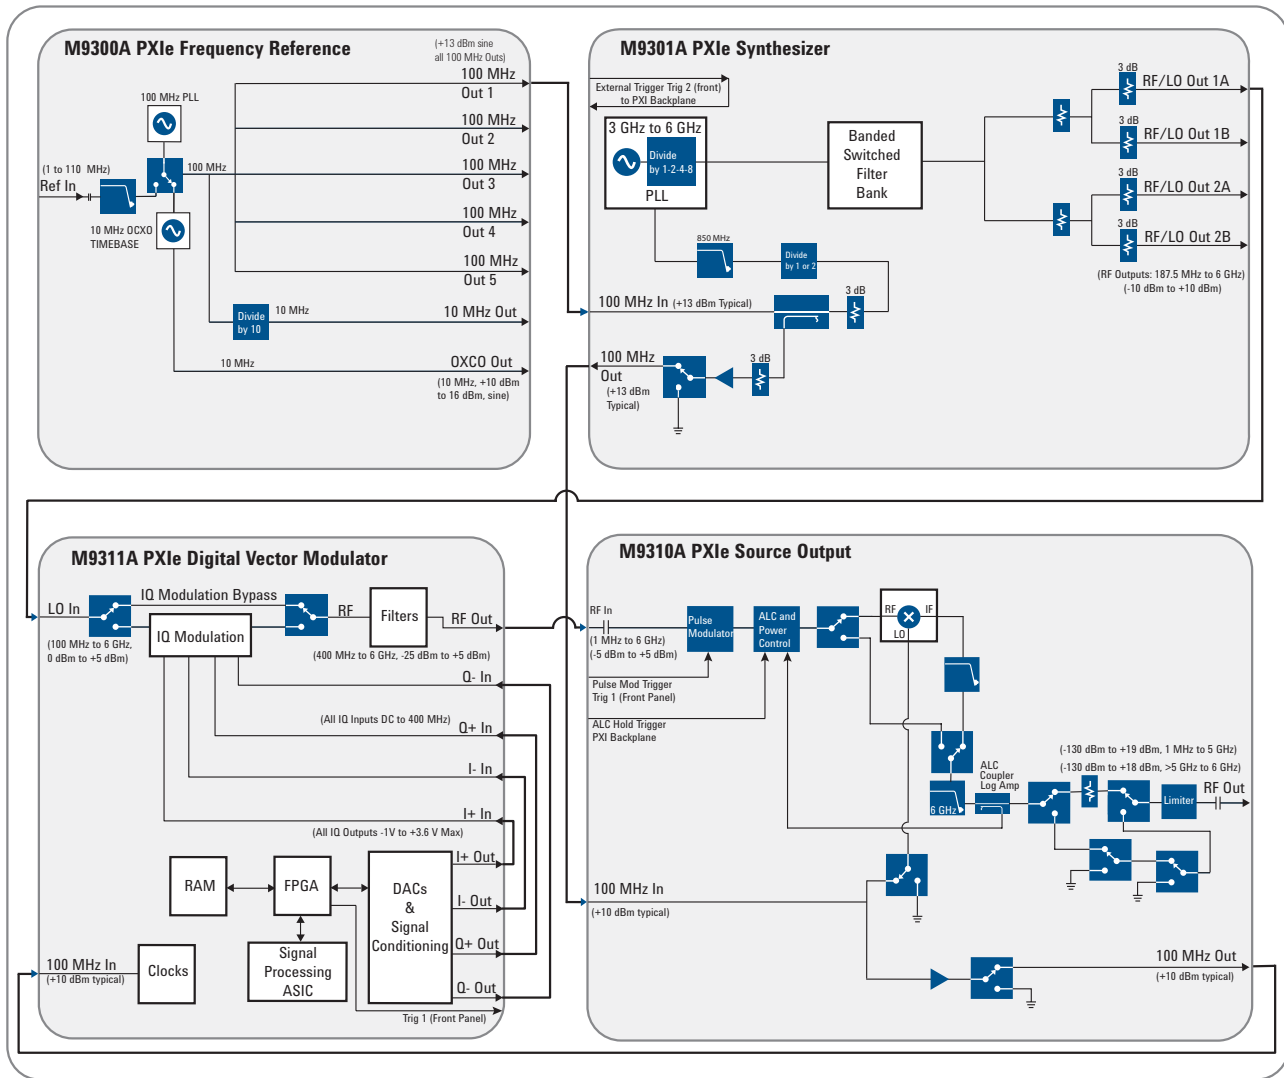 M9300A PXIe Frequency Reference
(+13 dBm sine
all 100 MHz Outs)
100 MHz
Out 1
100 MHz PLL
100 MHz
Out 2
(1 to 110 MHz)
Ref In
100 MHz
100 MHz
Out 3
10 MHz OCXO
TIMEBASE
100 MHz
Out 4
100 MHz
Out 5
Divide
by 10
10 MHz
10 MHz Out
10 MHz
OXCO Out
(10 MHz, +10 dBm
to 16 dBm, sine)
M9301A PXIe Synthesizer
External Trigger Trig 2 (front)
to PXI Backplane
3 GHz to 6 GHz
Divide
by 1-2-4-8
PLL
Banded
Switched
Filter
Bank
3 dB
RF/LO Out 1A
3 dB
RF/LO Out 1B
3 dB
RF/LO Out 2A
3 dB
RF/LO Out 2B
(RF Outputs: 187.5 MHz to 6 GHz)
(-10 dBm to +10 dBm)
850 MHz
Divide
by 1 or 2
3 dB
100 MHz In
(+13 dBm Typical)
100 MHz
Out
(+13 dBm
Typical)
3 dB
M9311A PXIe Digital Vector Modulator
LO In
(100 MHz to 6 GHz,
0 dBm to +5 dBm)
IQ Modulation Bypass
IQ Modulation
RF
Filters
RF Out
(400 MHz to 6 GHz, -25 dBm to +5 dBm)
Q- In
(All IQ Inputs DC to 400 MHz)
Q+ In
I- In
I+ In
(All IQ Outputs -1V to +3.6 V Max)
I+ Out
RAM
FPGA
DACs
&
Signal
Conditioning
I- Out
Q+ Out
Signal
Processing
ASIC
Q- Out
100 MHz In
(+10 dBm typical)
Clocks
Trig 1 (Front Panel)
M9310A PXIe Source Output
RF In
(1 MHz to 6 GHz)
(-5 dBm to +5 dBm)
Pulse
Modulator
ALC and
Power
Control
RF
IF
LO
Pulse Mod Trigger
Trig 1 (Front Panel)
ALC Hold Trigger
PXI Backplane
6 GHz
ALC
Coupler
Log Amp
(-130 dBm to +19 dBm, 1 MHz to 5 GHz)
(-130 dBm to +18 dBm, >5 GHz to 6 GHz)
Limiter
RF Out
100 MHz In
(+10 dBm typical)
100 MHz Out
(+10 dBm typical)